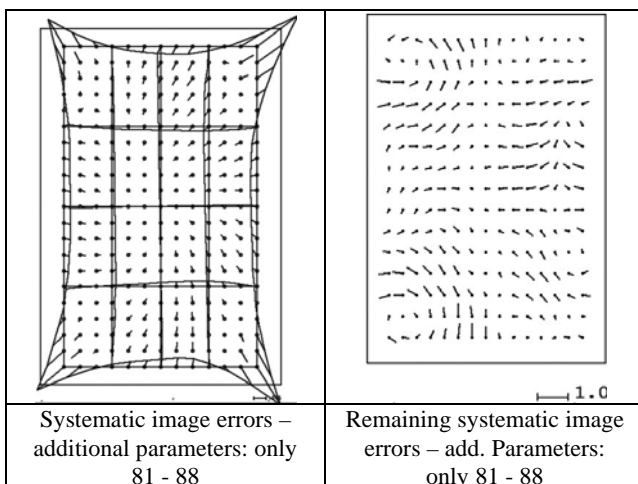 1.0
Systematic image errors –
additional parameters: only
81 - 88
Remaining systematic image
errors – add. Parameters:
only 81 - 88